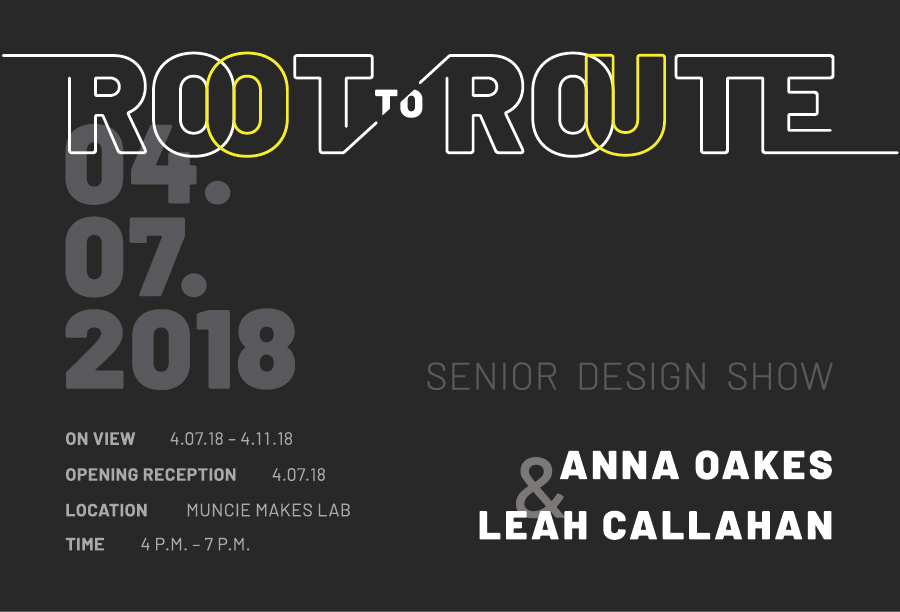 ROOT TO ROUTE
04.
07.
2018
SENIOR DESIGN SHOW
ON VIEW 4.07.18 – 4.11.18
OPENING RECEPTION 4.07.18
LOCATION MUNCIE MAKES LAB
TIME 4 P.M. – 7 P.M.
ANNA OAKES
& LEAH CALLAHAN